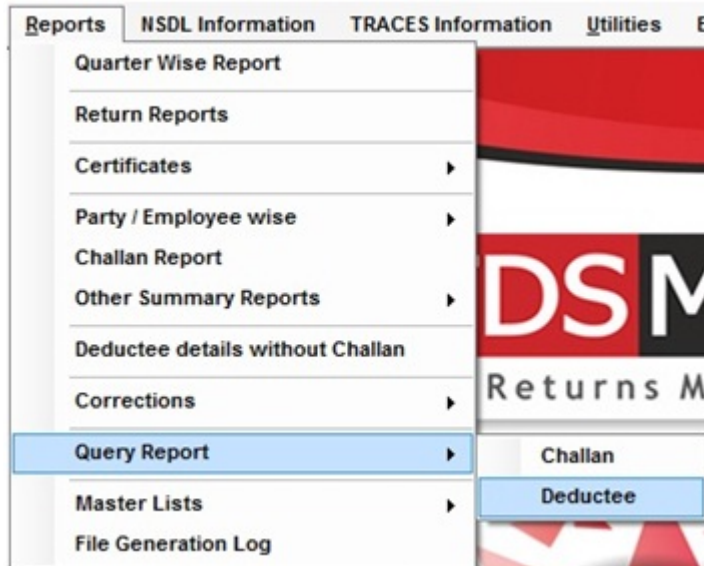 Reports NSDL Information TRACES Information Utilities
Quarter Wise Report
Return Reports
Certificates
Party / Employee wise
Challan Report
Other Summary Reports
Deductee details without Challan
Corrections
Query Report
Challan
Deductee
Master Lists
File Generation Log
DSM
Returns M